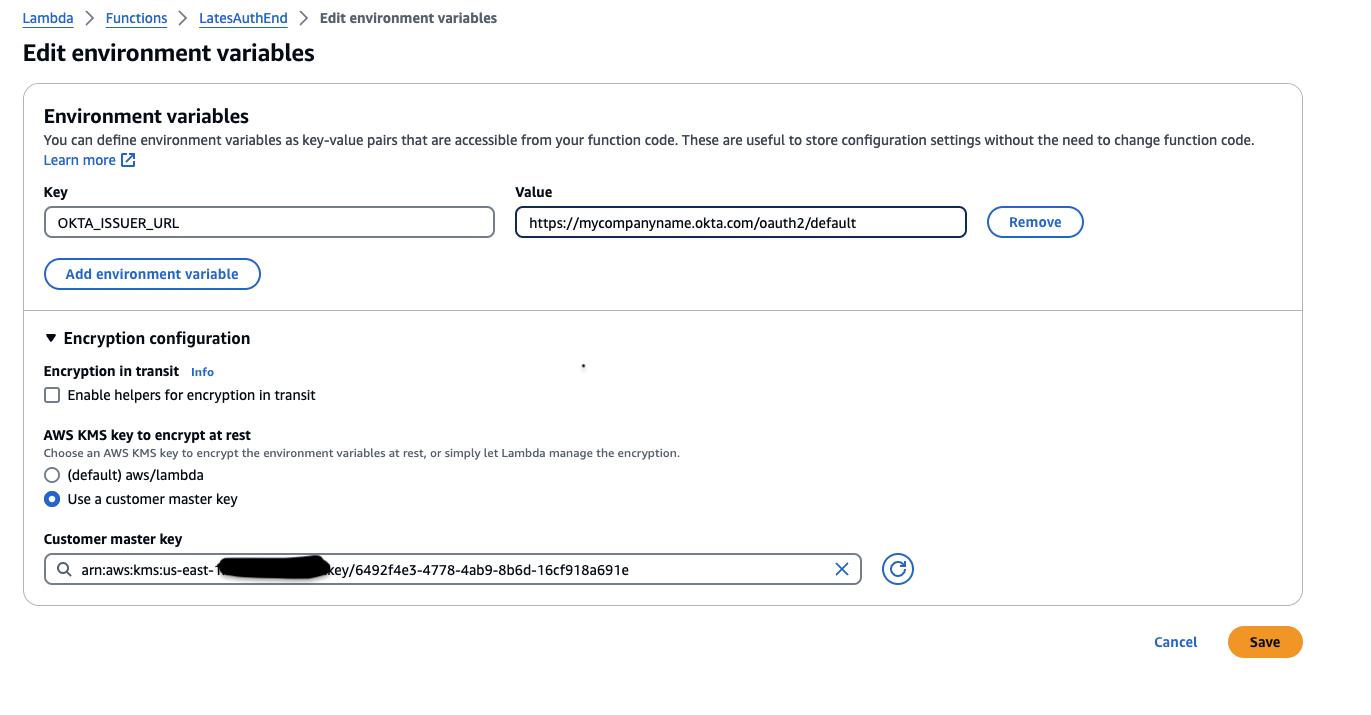 Lambda > Functions > LatesAuthEnd > Edit environment variables
Edit environment variables
Environment variables
You can define environment variables as key-value pairs that are accessible from your function code. These are useful to store configuration settings without the need to change function code.
Learn more
Key Value
OKTA_ISSUER_URL https://mycompanyname.okta.com/oauth2/default Remove
Add environment variable
Encryption configuration
Encryption in transit Info
Enable helpers for encryption in transit
AWS KMS key to encrypt at rest
Choose an AWS KMS key to encrypt the environment variables at rest, or simply let Lambda manage the encryption.
(default) aws/lambda
Use a customer master key
Customer master key
arn:aws:kms:us-east- key/6492f4e3-4778-4ab9-8b6d-16cf918a691e
Cancel Save